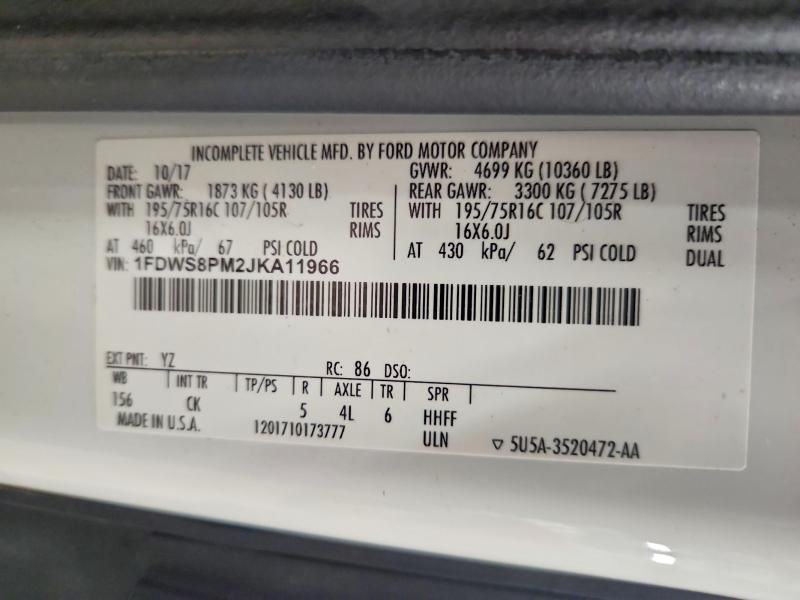 INCOMPLETE VEHICLE MFD. BY FORD MOTOR COMPANY
DATE: 10/17 GVWR: 4699 KG (10360 LB)
FRONT GAWR: 1873 KG ( 4130 LB) REAR GAWR: 3300 KG ( 7275 LB)
WITH 195/75R16C 107/105R TIRES WITH 195/75R16C 107/105R TIRES
16X6.0J RIMS 16X6.0J RIMS
AT 460 kPa/ 67 PSI COLD AT 430 kPa/ 62 PSI COLD DUAL
VIN: 1FDWS8PM2JKA11966
EXT PNT: YZ RC: 86 DSO:
WB INT TR TP/PS R AXLE TR SPR
156 CK 5 4L 6 HHFF
MADE IN U.S.A. 1201710173777 ULN ▽ 5U5A-3520472-AA